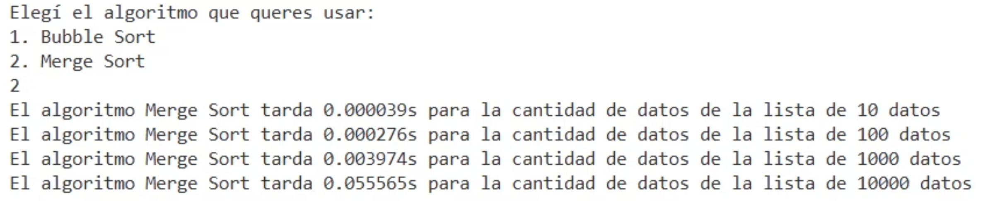 Elegí el algoritmo que queres usar:
1. Bubble Sort
2. Merge Sort
2
El algoritmo Merge Sort tarda 0.000039s para la cantidad de datos de la lista de 10 datos
El algoritmo Merge Sort tarda 0.000276s para la cantidad de datos de la lista de 100 datos
El algoritmo Merge Sort tarda 0.003974s para la cantidad de datos de la lista de 1000 datos
El algoritmo Merge Sort tarda 0.055565s para la cantidad de datos de la lista de 10000 datos